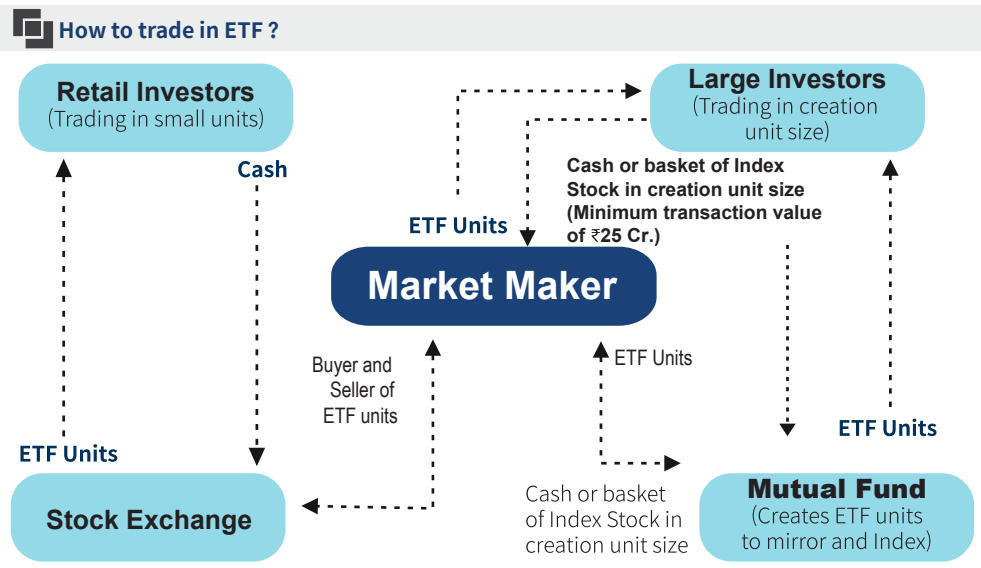 How to trade in ETF ?
Retail Investors
(Trading in small units)
Large Investors
(Trading in creation
unit size)
Cash
Cash or basket of Index
Stock in creation unit size
(Minimum transaction value
of ₹25 Cr.)
ETF Units
Market Maker
Buyer and
Seller of
ETF units
ETF Units
ETF Units
ETF Units
Stock Exchange
Cash or basket
of Index Stock in
creation unit size
Mutual Fund
(Creates ETF units
to mirror and Index)